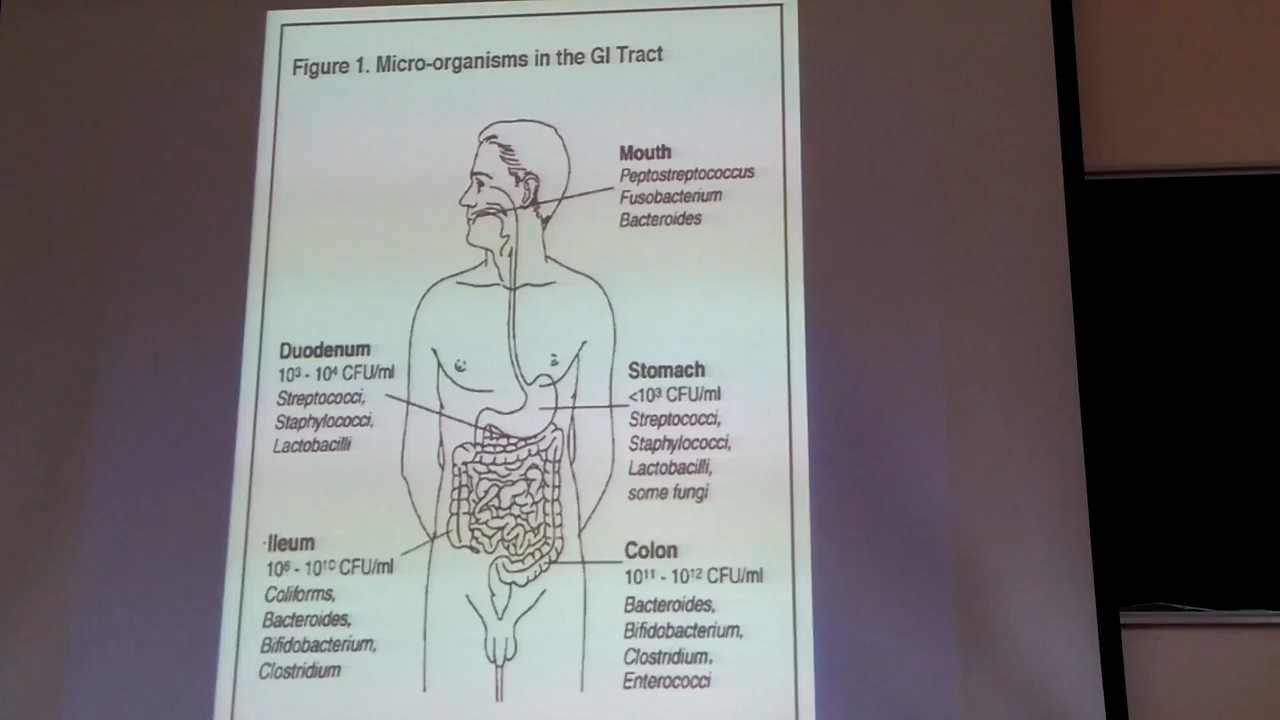 Figure 1. Micro-organisms in the GI Tract
Mouth
Peptostreptococcus
Fusobacterium
Bacteroides
Duodenum
10³ - 10⁴ CFU/ml
Streptococci,
Staphylococci,
Lactobacilli
Stomach
<10³ CFU/ml
Streptococci,
Staphylococci,
Lactobacilli,
some fungi
Ileum
10⁶ - 10¹⁰ CFU/ml
Coliforms,
Bacteroides,
Bifidobacterium,
Clostridium
Colon
10¹¹ - 10¹² CFU/ml
Bacteroides,
Bifidobacterium,
Clostridium,
Enterococci